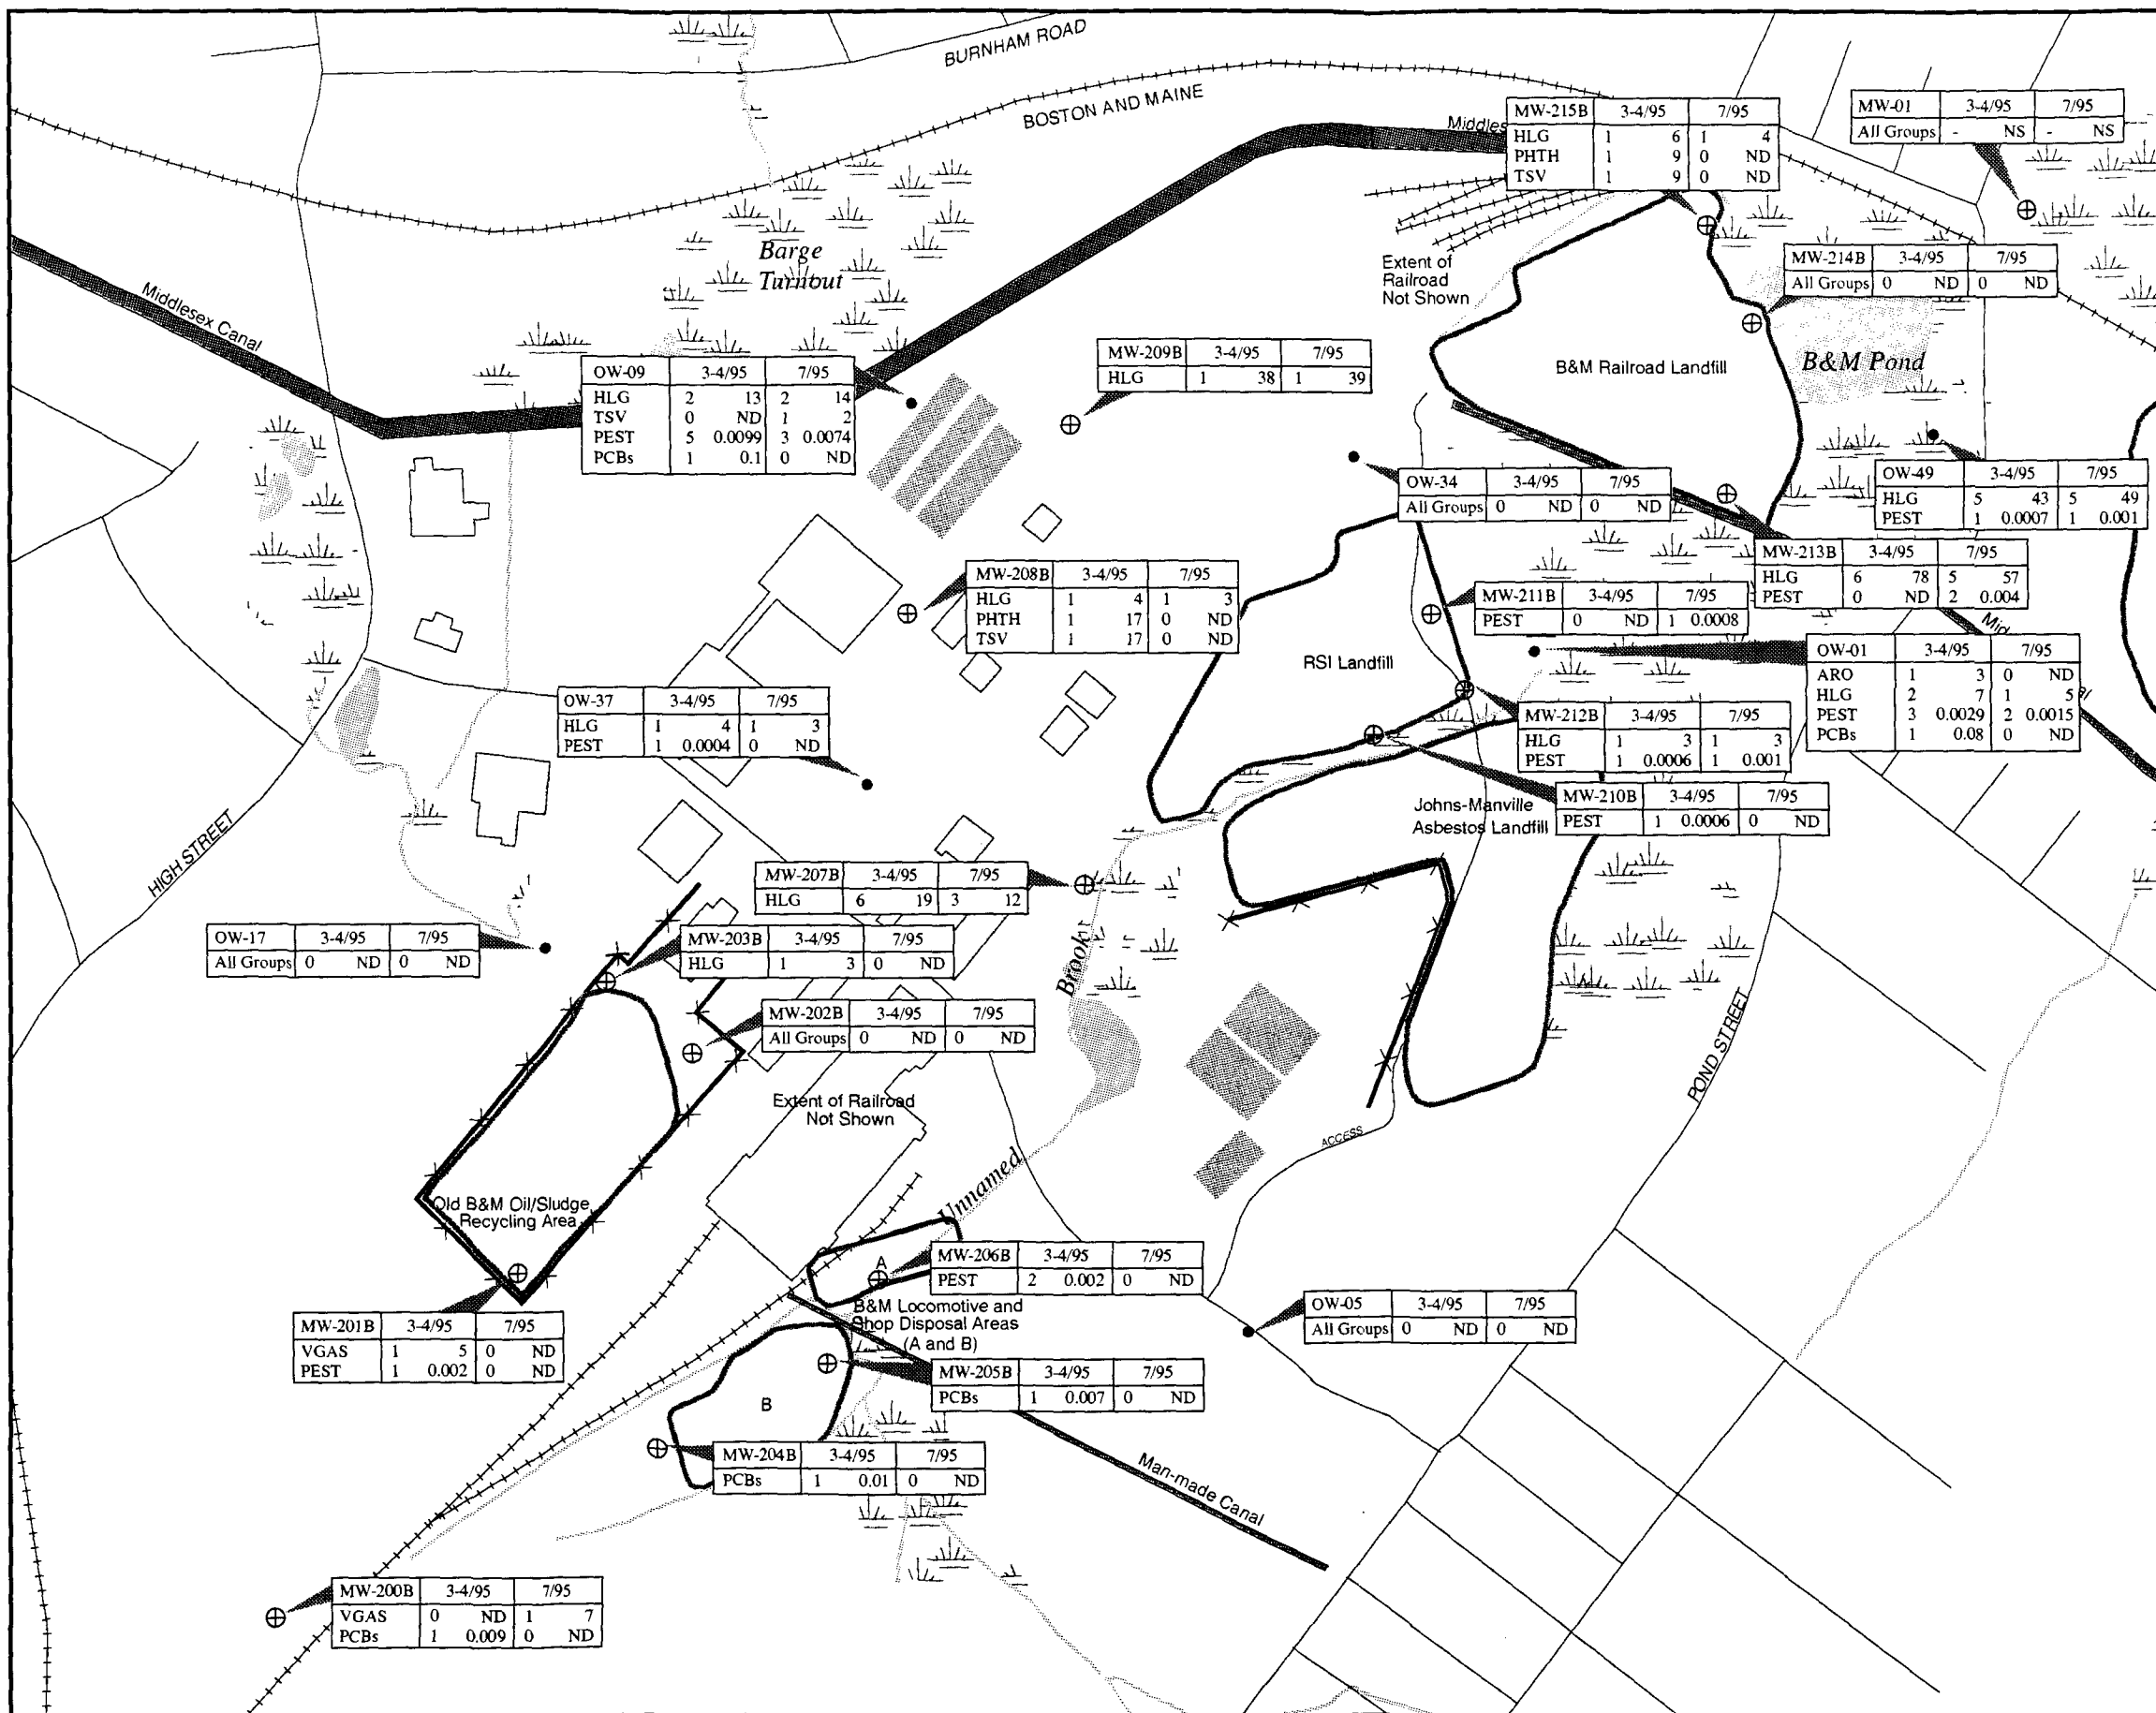 BURNHAM ROAD
BOSTON AND MAINE
Middles
MW-215B 3-4/95 7/95
HLG 1 6 1 4
PHTH 1 9 0 ND
TSV 1 9 0 ND
MW-01 3-4/95 7/95
All Groups - NS - NS
Barge
Turnout
Middlesex Canal
Extent of
Railroad
Not Shown
MW-214B 3-4/95 7/95
All Groups 0 ND 0 ND
B&M Railroad Landfill
B&M Pond
OW-09 3-4/95 7/95
HLG 2 13 2 14
TSV 0 ND 1 2
PEST 5 0.0099 3 0.0074
PCBs 1 0.1 0 ND
MW-209B 3-4/95 7/95
HLG 1 38 1 39
OW-34 3-4/95 7/95
All Groups 0 ND 0 ND
OW-49 3-4/95 7/95
HLG 5 43 5 49
PEST 1 0.0007 1 0.001
MW-213B 3-4/95 7/95
HLG 6 78 5 57
PEST 0 ND 2 0.004
MW-208B 3-4/95 7/95
HLG 1 4 1 3
PHTH 1 17 0 ND
TSV 1 17 0 ND
MW-211B 3-4/95 7/95
PEST 0 ND 1 0.0008
Mid
RSI Landfill
OW-01 3-4/95 7/95
ARO 1 3 0 ND
HLG 2 7 1 5
PEST 3 0.0029 2 0.0015
PCBs 1 0.08 0 ND
al
OW-37 3-4/95 7/95
HLG 1 4 1 3
PEST 1 0.0004 0 ND
MW-212B 3-4/95 7/95
HLG 1 3 1 3
PEST 1 0.0006 1 0.001
MW-210B 3-4/95 7/95
PEST 1 0.0006 0 ND
Johns-Manville
Asbestos Landfill
HIGH STREET
MW-207B 3-4/95 7/95
HLG 6 19 3 12
OW-17 3-4/95 7/95
All Groups 0 ND 0 ND
MW-203B 3-4/95 7/95
HLG 1 3 0 ND
Brook
MW-202B 3-4/95 7/95
All Groups 0 ND 0 ND
POND STREET
Extent of Railroad
Not Shown
ACCESS
Unnamed
Old B&M Oil/Sludge
Recycling Area
A
MW-206B 3-4/95 7/95
PEST 2 0.002 0 ND
B&M Locomotive and
Shop Disposal Areas
(A and B)
OW-05 3-4/95 7/95
All Groups 0 ND 0 ND
MW-201B 3-4/95 7/95
VGAS 1 5 0 ND
PEST 1 0.002 0 ND
MW-205B 3-4/95 7/95
PCBs 1 0.007 0 ND
B
MW-204B 3-4/95 7/95
PCBs 1 0.01 0 ND
Man-made Canal
MW-200B 3-4/95 7/95
VGAS 0 ND 1 7
PCBs 1 0.009 0 ND